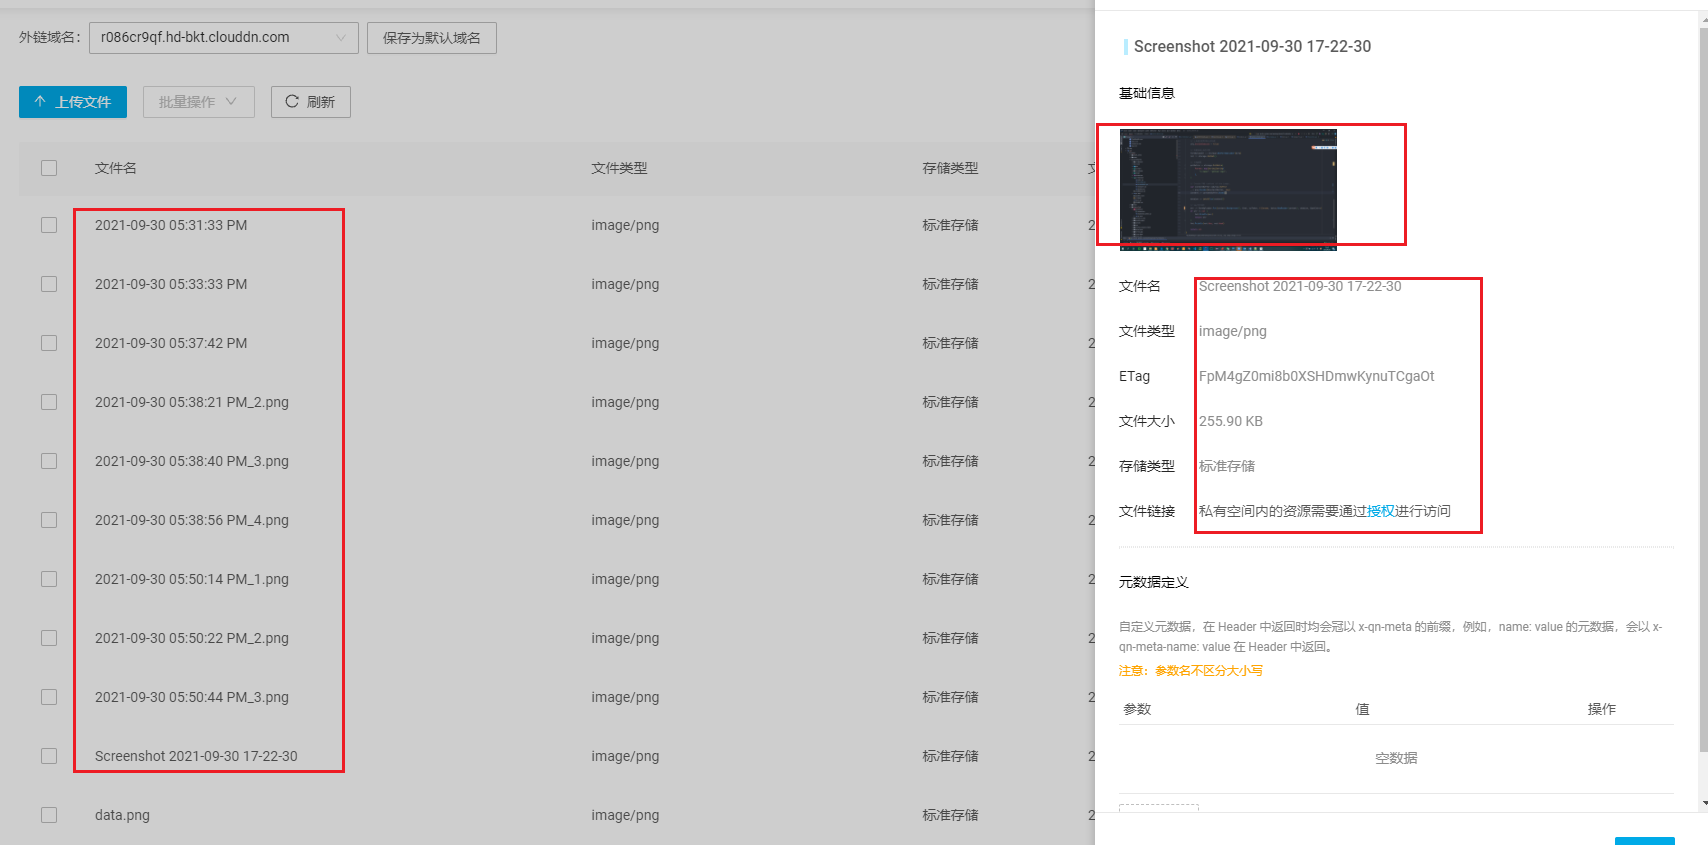 外链域名：
r086cr9qf.hd-bkt.clouddn.com
保存为默认域名
上传文件
批量操作
刷新
文件名 文件类型 存储类型
2021-09-30 05:31:33 PM image/png 标准存储 2
2021-09-30 05:33:33 PM image/png 标准存储 2
2021-09-30 05:37:42 PM image/png 标准存储 2
2021-09-30 05:38:21 PM_2.png image/png 标准存储 2
2021-09-30 05:38:40 PM_3.png image/png 标准存储 2
2021-09-30 05:38:56 PM_4.png image/png 标准存储 2
2021-09-30 05:50:14 PM_1.png image/png 标准存储 2
2021-09-30 05:50:22 PM_2.png image/png 标准存储 2
2021-09-30 05:50:44 PM_3.png image/png 标准存储 2
Screenshot 2021-09-30 17-22-30 image/png 标准存储 2
data.png image/png 标准存储 2
Screenshot 2021-09-30 17-22-30
基础信息
文件名 Screenshot 2021-09-30 17-22-30
文件类型 image/png
ETag FpM4gZ0mi8b0XSHDmwKynuTCgaOt
文件大小 255.90 KB
存储类型 标准存储
文件链接 私有空间内的资源需要通过授权进行访问
元数据定义
自定义元数据，在 Header 中返回时均会冠以 x-qn-meta 的前缀，例如，name: value 的元数据，会以 x-
qn-meta-name: value 在 Header 中返回。
注意：参数名不区分大小写
参数 值 操作
空数据